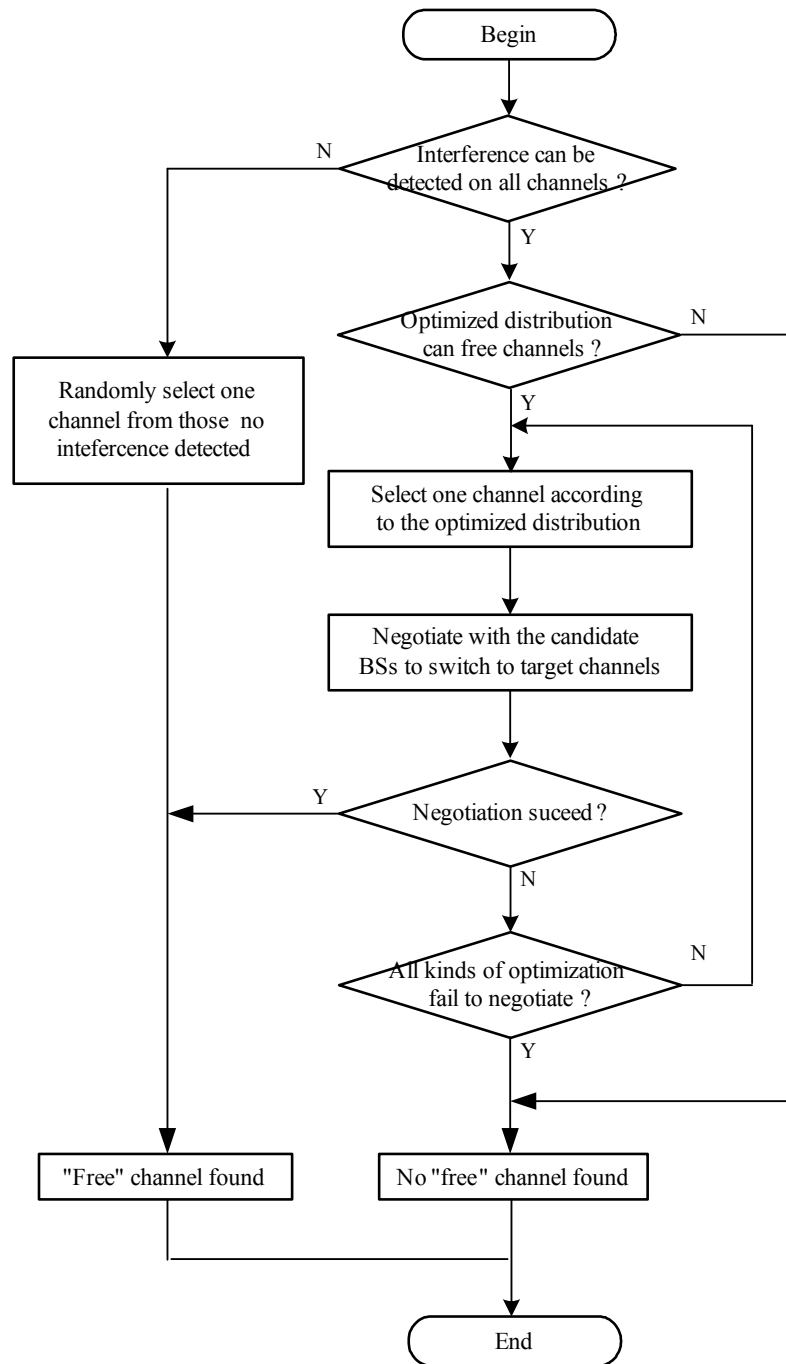 Begin
N
Interference can be
detected on all channels ?
Y
Optimized distribution
can free channels ?
N
Y
Randomly select one
channel from those no
intefercence detected
Select one channel according
to the optimized distribution
Negotiate with the candidate
BSs to switch to target channels
Y
Negotiation suceed ?
N
All kinds of optimization
fail to negotiate ?
N
Y
"Free" channel found
No "free" channel found
End